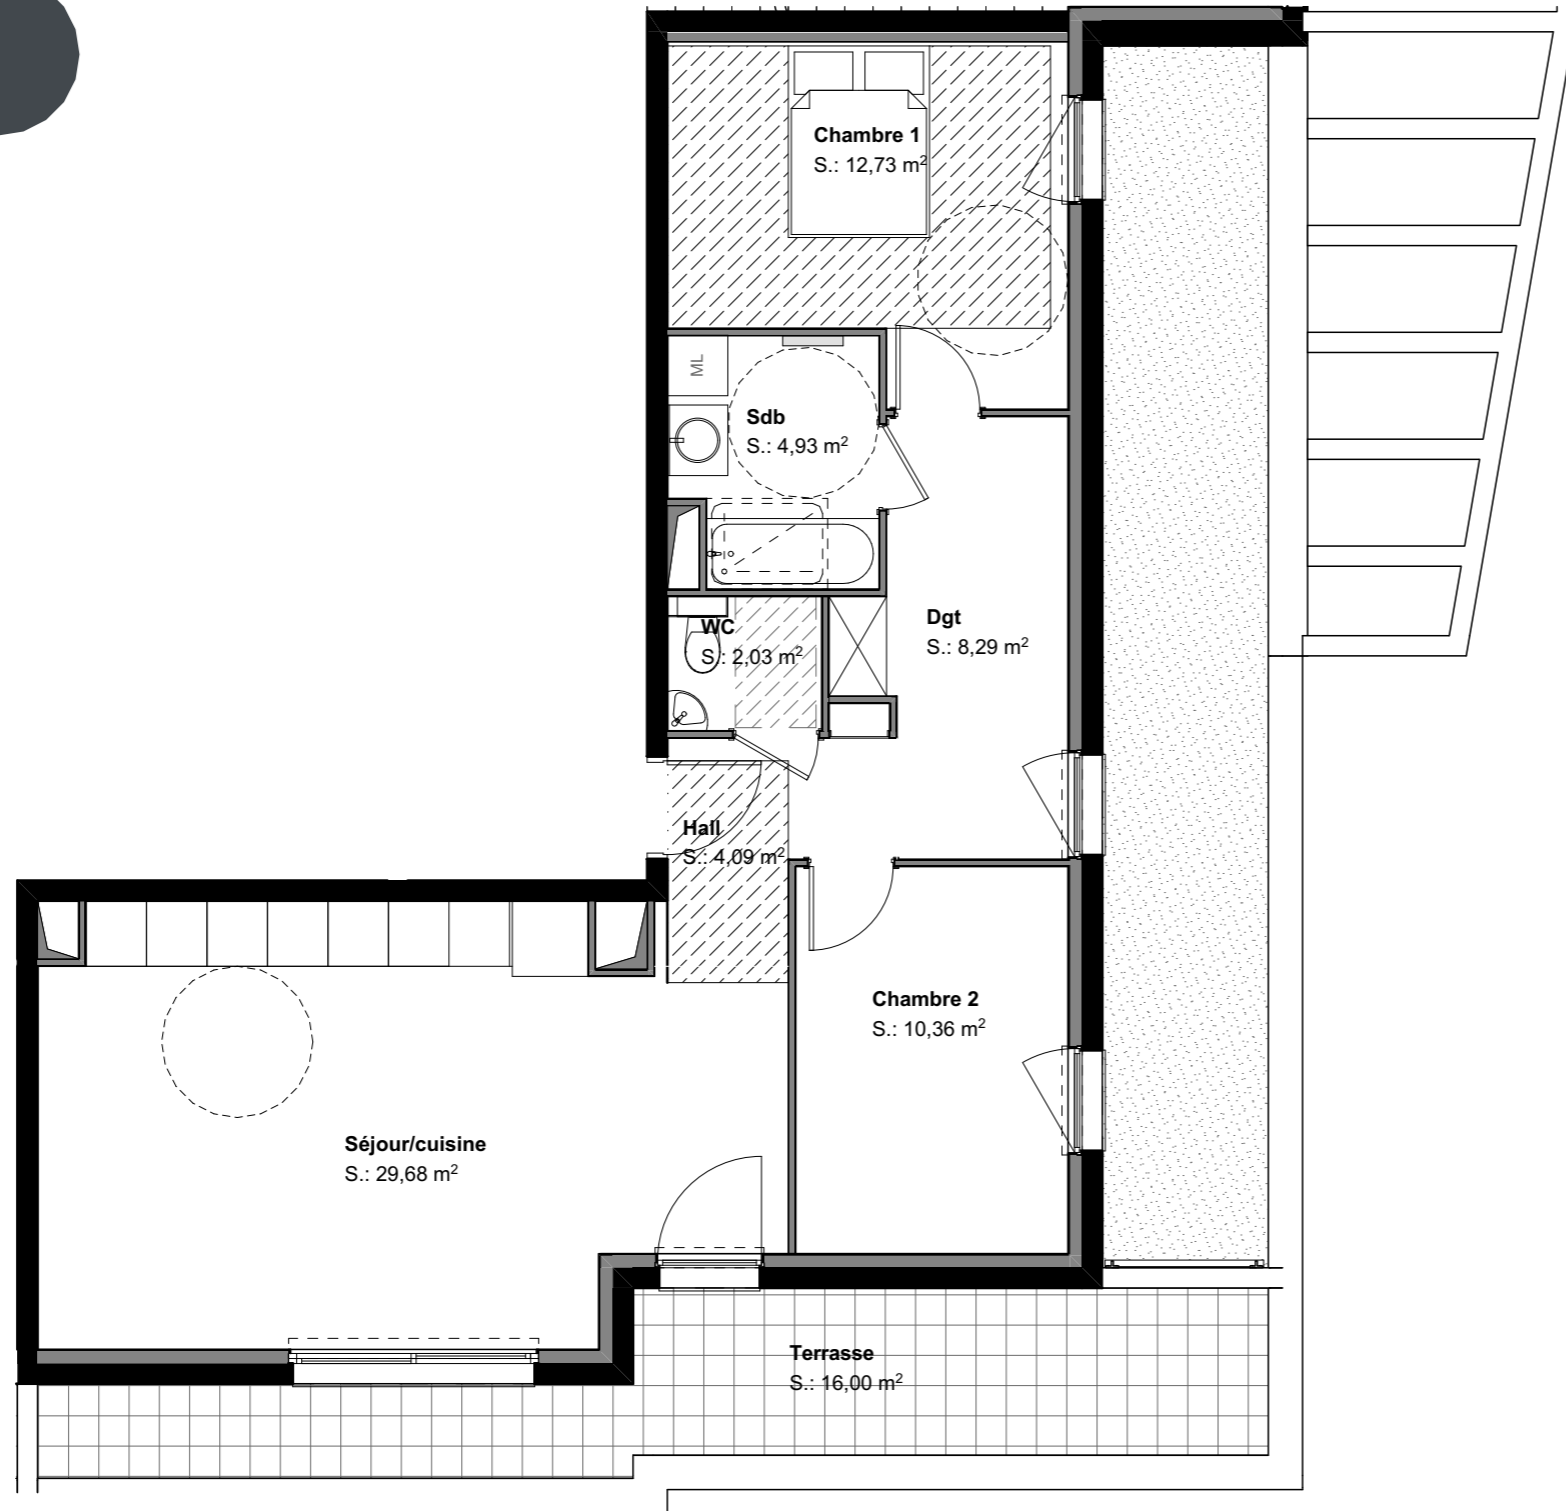 Chambre 1
S.: 12,73 m²
ML
Sdb
S.: 4,93 m²
WC
S.: 2,03 m²
Dgt
S.: 8,29 m²
Hall
S.: 4,09 m²
Chambre 2
S.: 10,36 m²
Séjour/cuisine
S.: 29,68 m²
Terrasse
S.: 16,00 m²